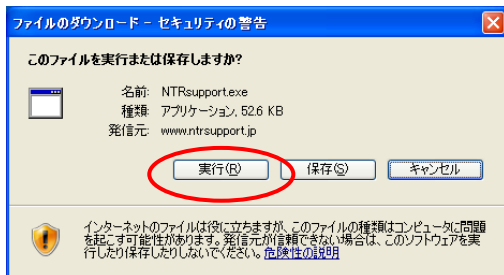 ファイルのダウンロード - セキュリティの警告
このファイルを実行または保存しますか?
名前: NTRsupport.exe
種類: アプリケーション, 52.6 KB
発信元: www.ntrsupport.jp
実行(R) 保存(S) キャンセル
インターネットのファイルは役に立ちますが、このファイルの種類はコンピュータに問題
を起こす可能性があります。発信元が信頼できない場合は、このソフトウェアを実
行したり保存したりしないでください。危険性の説明